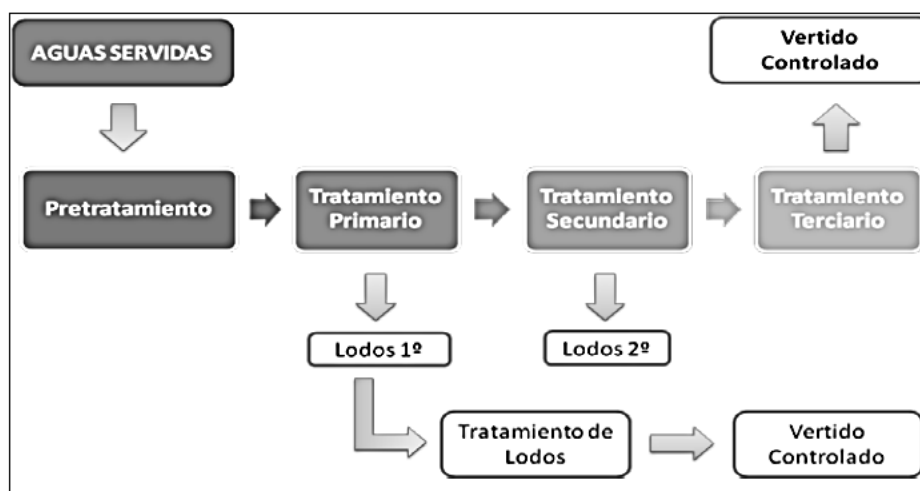 AGUAS SERVIDAS
Vertido
Controlado
Pretratamiento
Tratamiento
Primario
Tratamiento
Secundario
Tratamiento
Terciario
Lodos 1º
Lodos 2º
Tratamiento de
Lodos
Vertido
Controlado